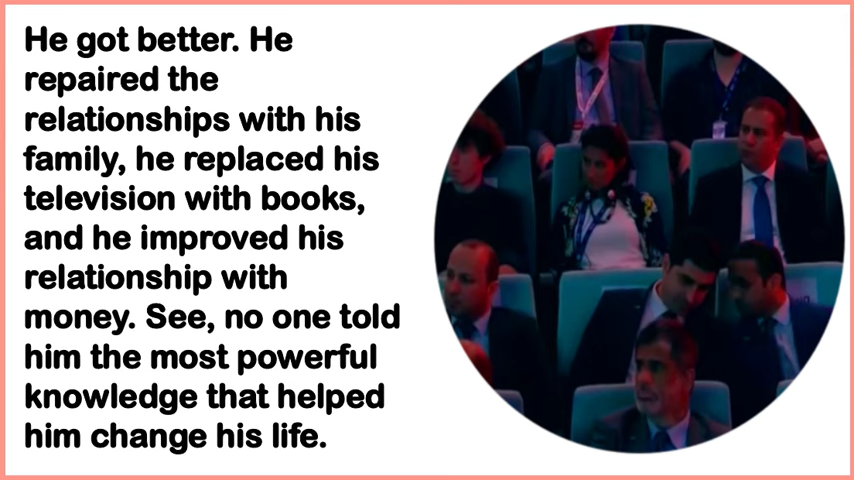 He got better. He
repaired the
relationships with his
family, he replaced his
television with books,
and he improved his
relationship with
money. See, no one told
him the most powerful
knowledge that helped
him change his life.